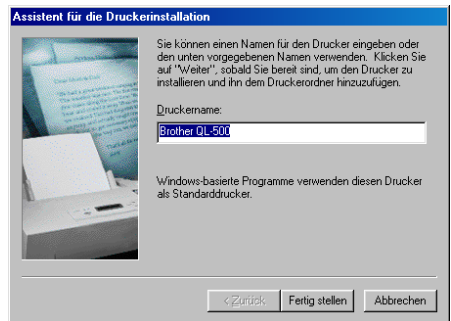 Assistent für die Druckerinstallation
Sie können einen Namen für den Drucker eingeben oder
den unten vorgegebenen Namen verwenden. Klicken Sie
auf "Weiter", sobald Sie bereit sind, um den Drucker zu
installieren und ihn dem Druckerordner hinzuzufügen.
Druckername:
Brother QL-500
Windows-basierte Programme verwenden diesen Drucker
als Standarddrucker.
< Zurück
Fertig stellen
Abbrechen